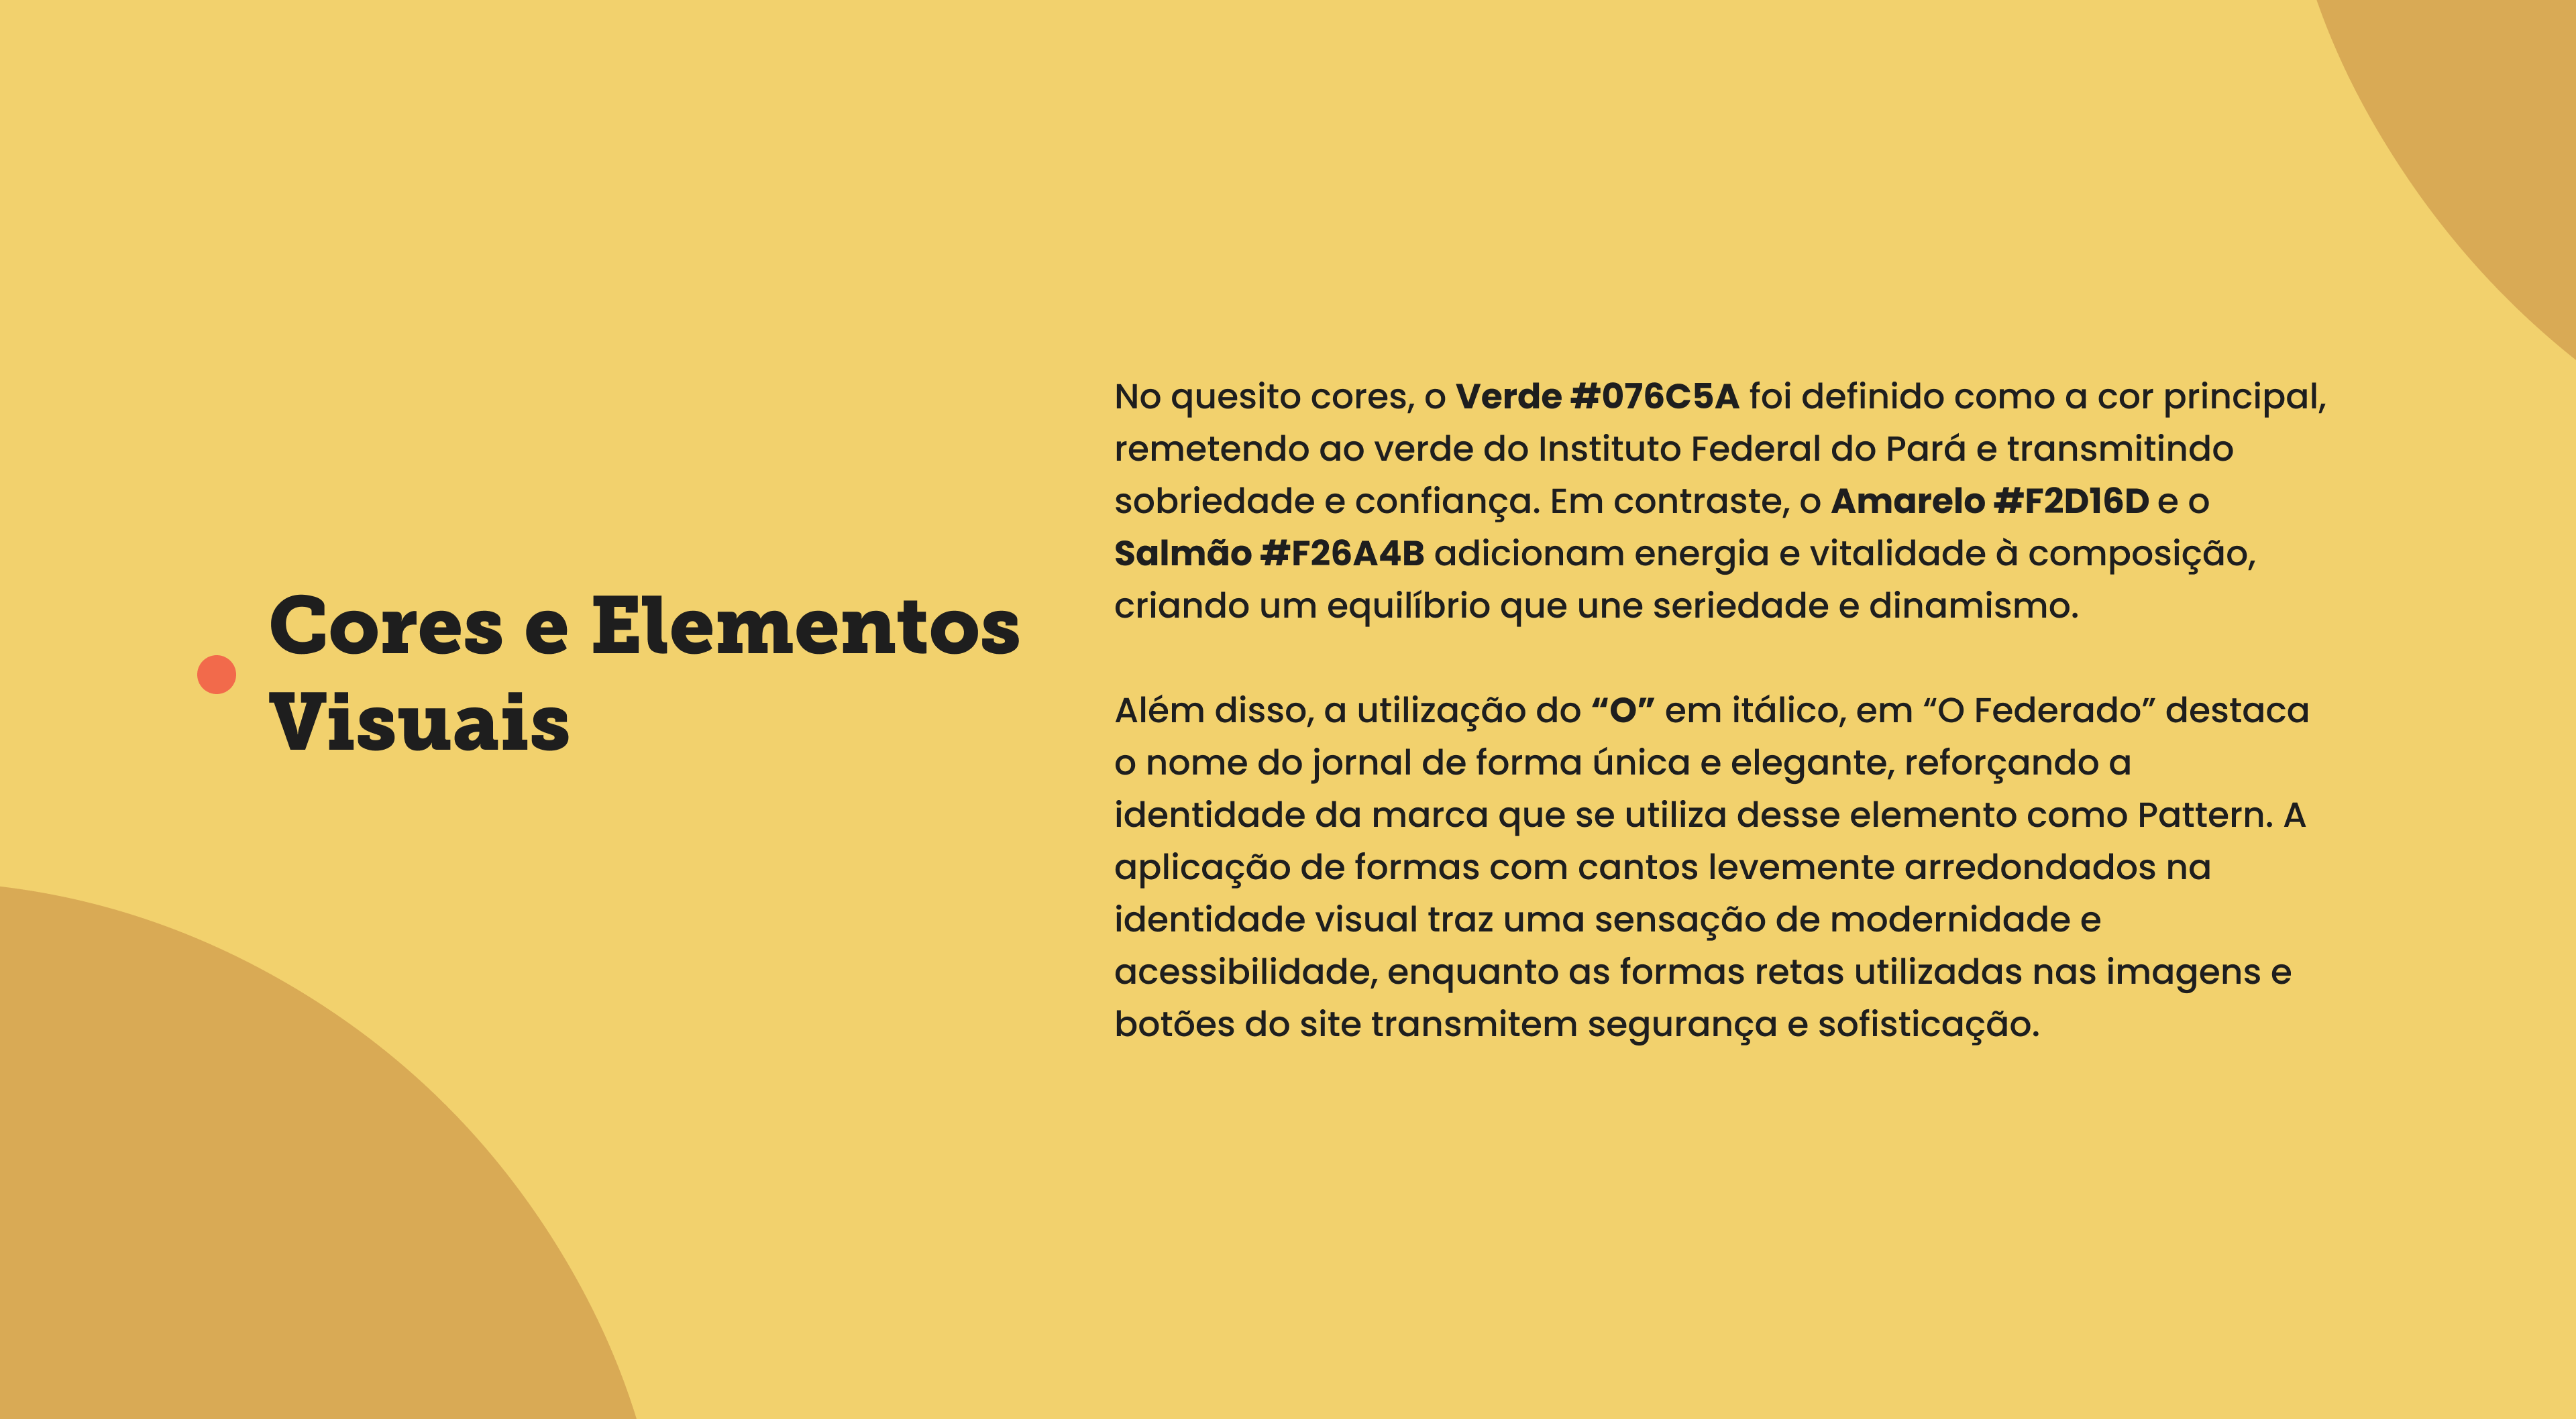 Cores e Elementos
Visuais
No quesito cores, o Verde #076C5A foi definido como a cor principal,
remetendo ao verde do Instituto Federal do Pará e transmitindo
sobriedade e confiança. Em contraste, o Amarelo #F2D16D e o
Salmão #F26A4B adicionam energia e vitalidade à composição,
criando um equilíbrio que une seriedade e dinamismo.
Além disso, a utilização do “O” em itálico, em “O Federado” destaca
o nome do jornal de forma única e elegante, reforçando a
identidade da marca que se utiliza desse elemento como Pattern. A
aplicação de formas com cantos levemente arredondados na
identidade visual traz uma sensação de modernidade e
acessibilidade, enquanto as formas retas utilizadas nas imagens e
botões do site transmitem segurança e sofisticação.